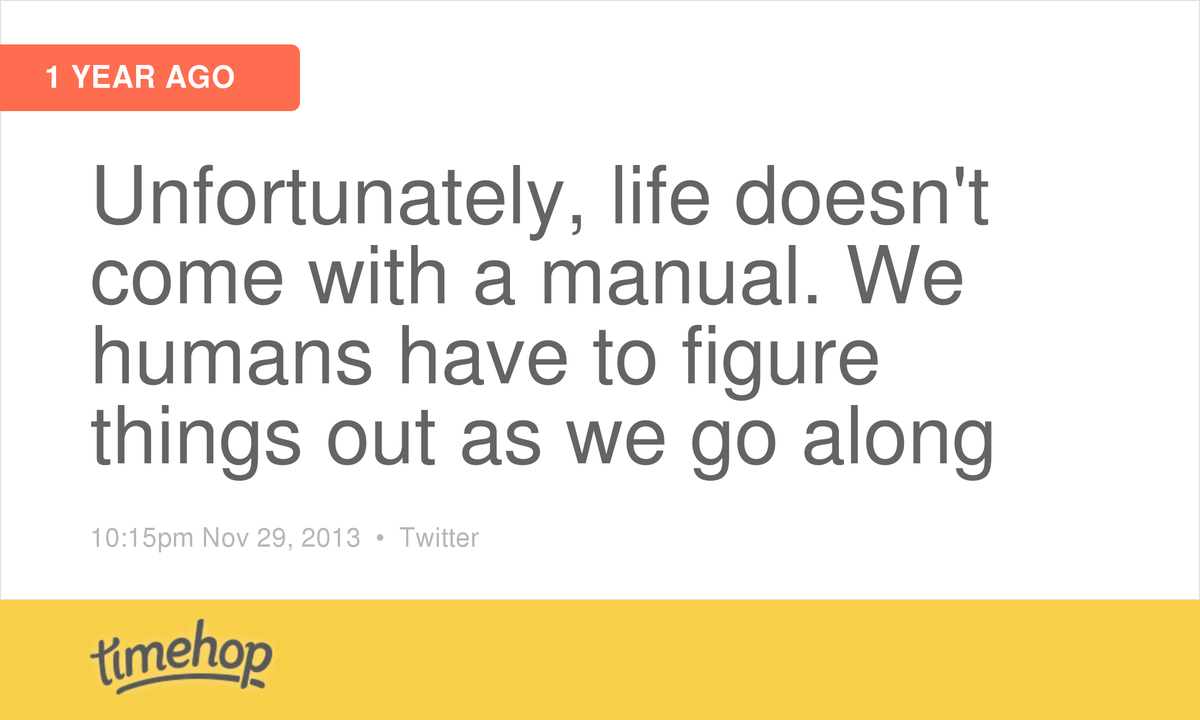 1 YEAR AGO
Unfortunately, life doesn't
come with a manual. We
humans have to figure
things out as we go along
10:15pm Nov 29, 2013 • Twitter
timehop